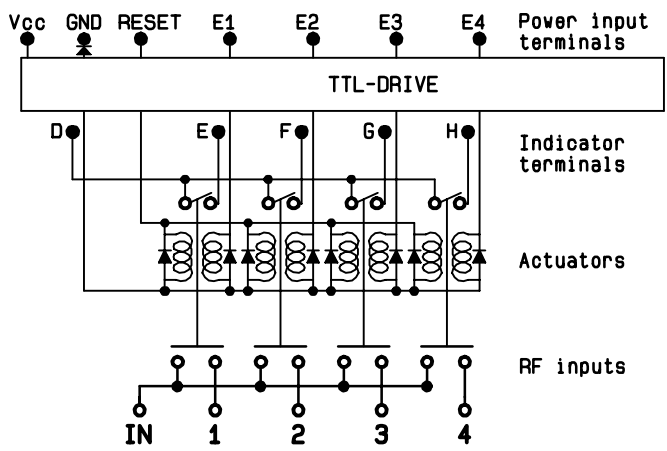 Vcc GND RESET E1 E2 E3 E4 Power input
terminals
TTL-DRIVE
D E F G H Indicator
terminals
Actuators
RF inputs
IN 1 2 3 4